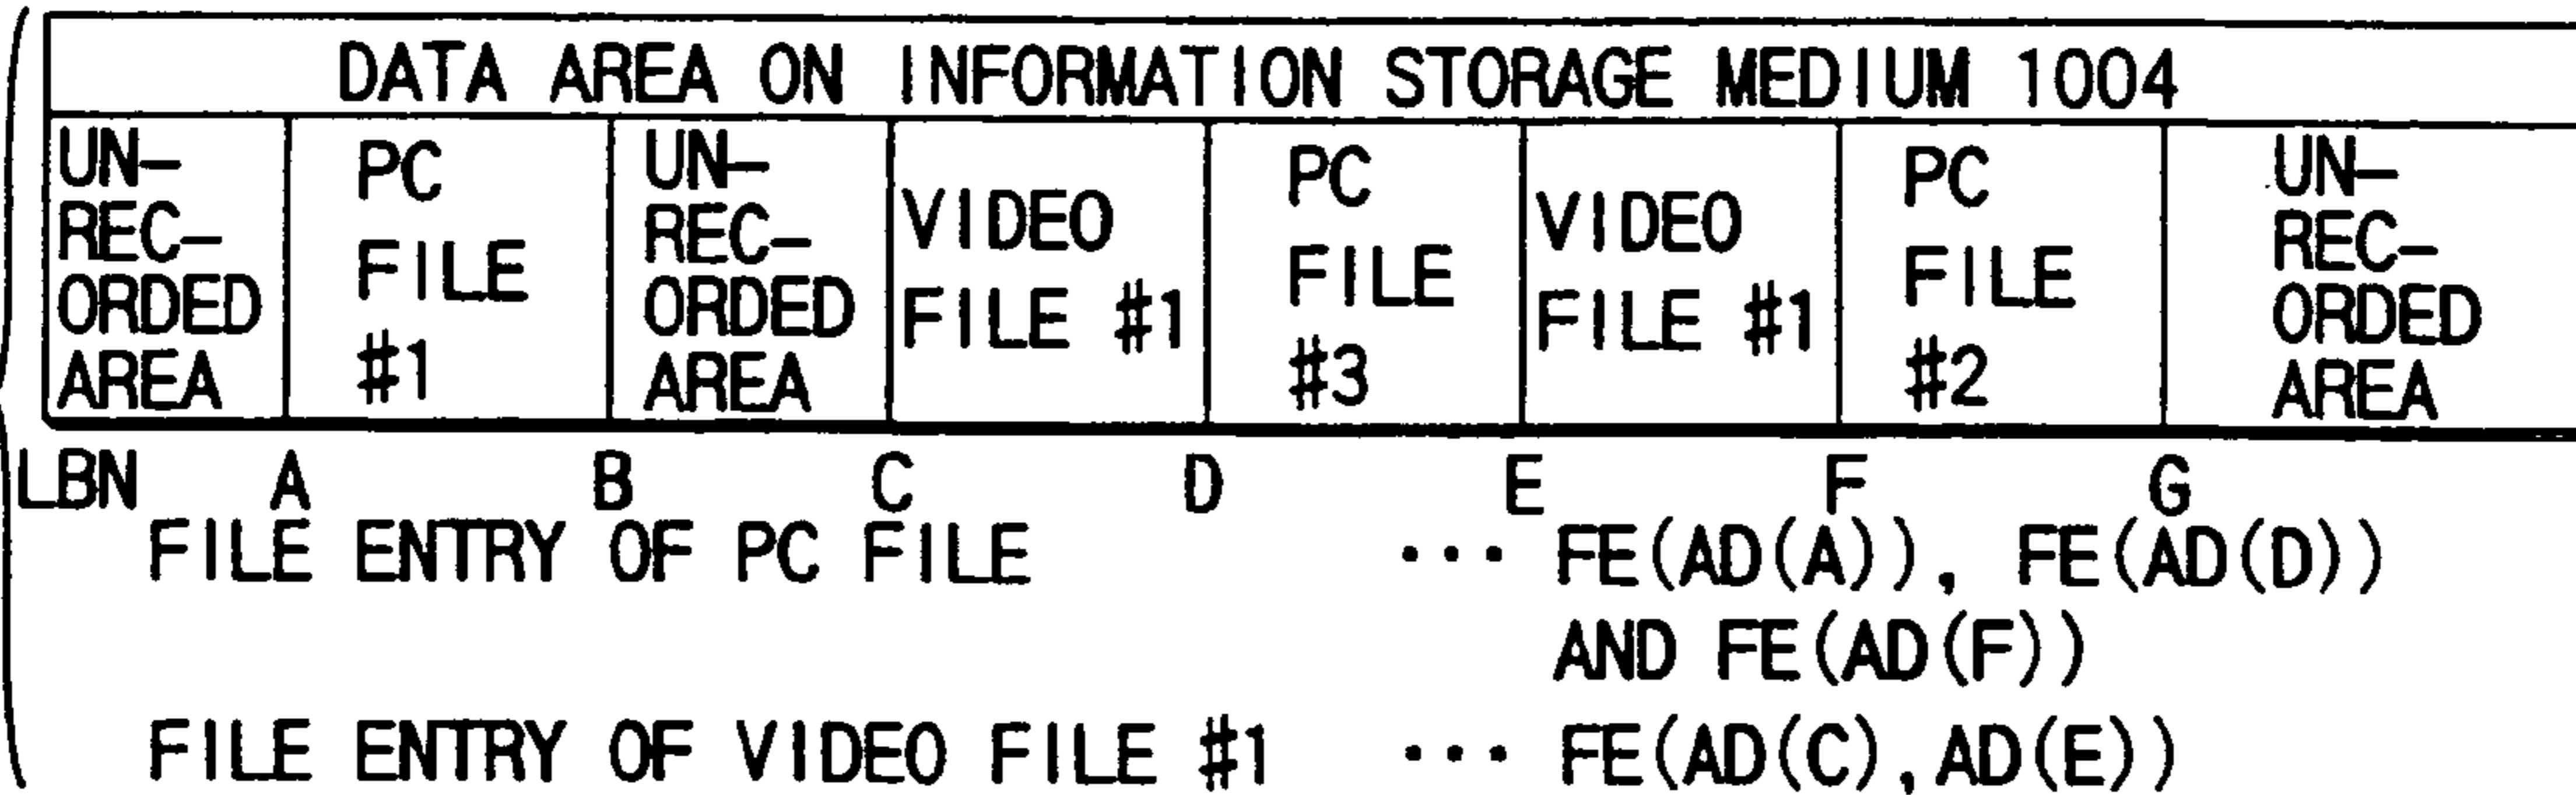 DATA AREA ON INFORMATION STORAGE MEDIUM 1004
UN-
REC-
ORDED
AREA
PC
FILE
#1
UN-
REC-
ORDED
AREA
VIDEO
FILE #1
PC
FILE
#3
VIDEO
FILE #1
PC
FILE
#2
UN-
REC-
ORDED
AREA
LBN A B C D E F G
FILE ENTRY OF PC FILE ··· FE(AD(A)), FE(AD(D))
AND FE(AD(F))
FILE ENTRY OF VIDEO FILE #1 ··· FE(AD(C),AD(E))